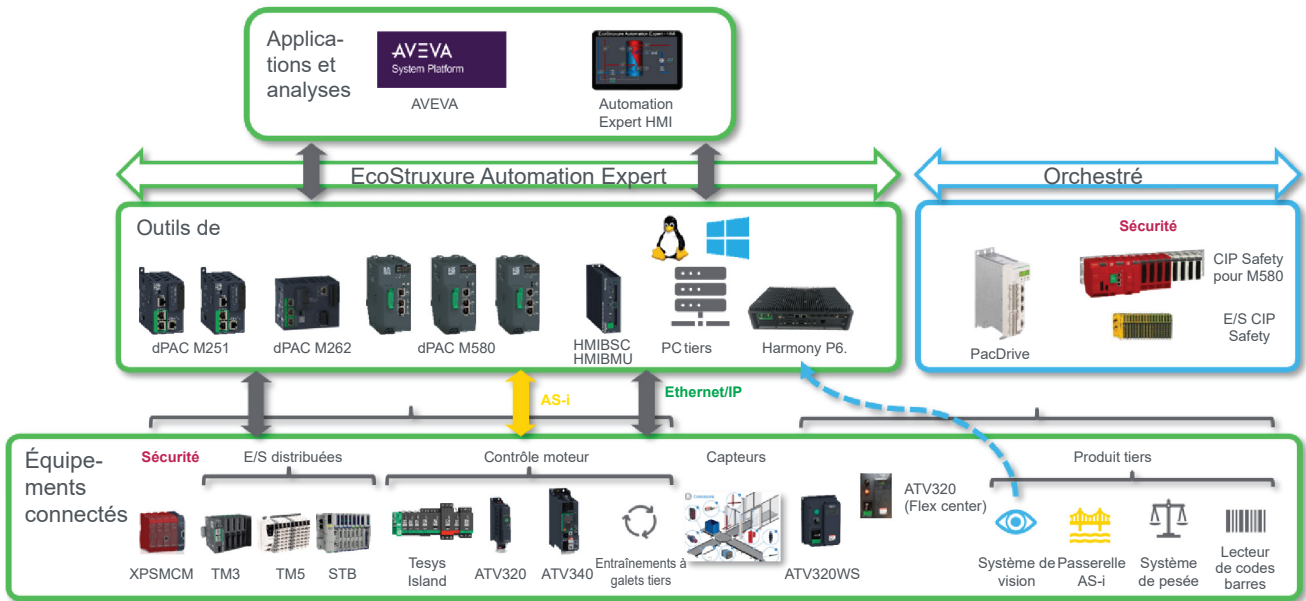 Applica-
tions et
analyses
AVEVA
System Platform
AVEVA
EcoStruxure Automation Expert - HMI
Automation
Expert HMI
EcoStruxure Automation Expert
Orchestré
Outils de
dPAC M251
dPAC M262
dPAC M580
HMIBSC
HMIBMU
PC tiers
Harmony P6.
Sécurité
PacDrive
CIP Safety
pour M580
E/S CIP
Safety
AS-i
Ethernet/IP
Équipe-
ments
connectés
Sécurité
E/S distribuées
Contrôle moteur
Capteurs
Produit tiers
XPSMCM
TM3
TM5
STB
Tesys
Island
ATV320
ATV340
Entraînements à
galets tiers
ATV320WS
ATV320
(Flex center)
Système de
vision
Passerelle
AS-i
Système
de pesée
Lecteur
de codes
barres